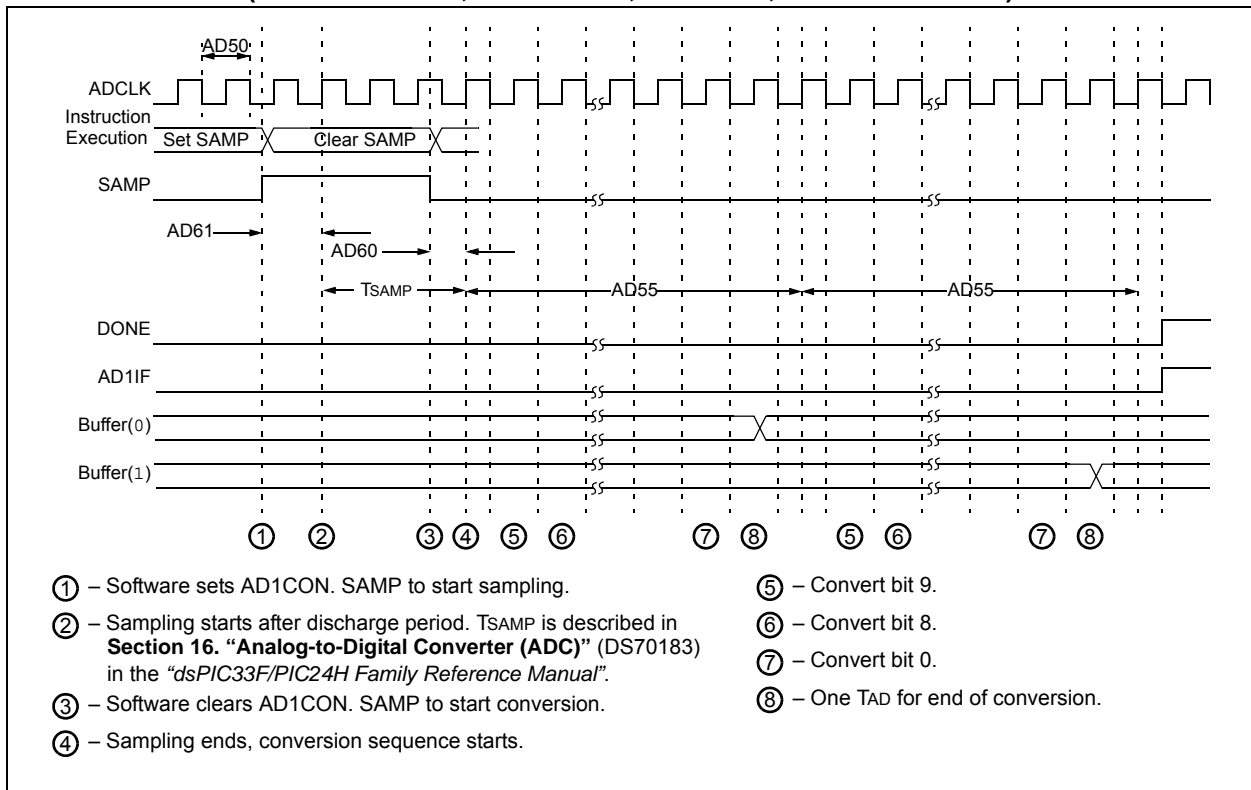 AD50
ADCLK
Instruction
Execution
Set SAMP
Clear SAMP
SAMP
AD61
AD60
TSAMP
AD55
AD55
DONE
AD1IF
Buffer(0)
Buffer(1)
1 2 3 4 5 6 7 8 5 6 7 8
1 – Software sets AD1CON. SAMP to start sampling.
2 – Sampling starts after discharge period. TSAMP is described in
Section 16. “Analog-to-Digital Converter (ADC)” (DS70183)
in the “dsPIC33F/PIC24H Family Reference Manual”.
3 – Software clears AD1CON. SAMP to start conversion.
4 – Sampling ends, conversion sequence starts.
5 – Convert bit 9.
6 – Convert bit 8.
7 – Convert bit 0.
8 – One TAD for end of conversion.